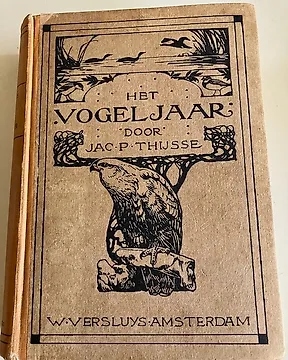 HET
VOGELJAAR
DOOR
JAC·P·THIJSSE
W·VERSLUYS·AMSTERDAM